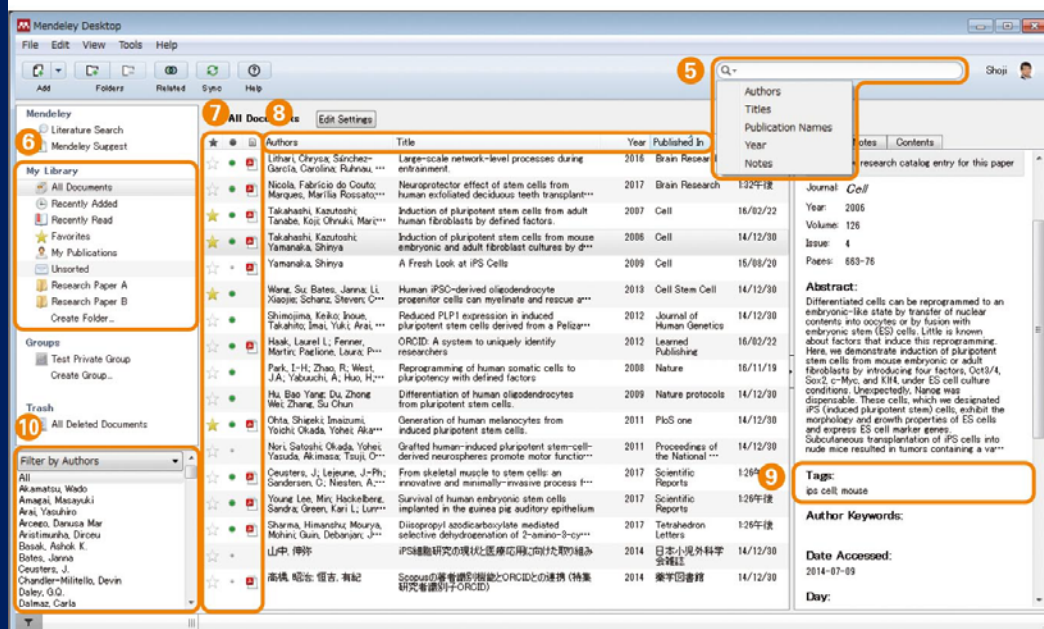 Mendeley Desktop
File Edit View Tools Help
Add Folders Related Sync Help
5
Shoji
Authors
Titles
Publication Names
Year
Notes
Mendeley
Literature Search
Mendeley Suggest
6
My Library
All Documents
Recently Added
Recently Read
Favorites
My Publications
Unsorted
Research Paper A
Research Paper B
Create Folder...
Groups
Test Private Group
Create Group...
Trash
All Deleted Documents
10
Filter by Authors
All
Akamatsu, Wado
Amagai, Masayuki
Arai, Yasuhiro
Arcego, Danusa Mar
Aristimunha, Dirceu
Basak, Ashok K.
Bates, Janna
Ceusters, J.
Chandler-Militello, Devin
Daley, G.Q.
Dalmaz, Carla
7 8
All Documents Edit Settings
Authors Title Year Published In
Lithari, Chrysa; Sánchez-García, Carolina; Ruhnau, ··· Large-scale network-level processes during entrainment. 2016 Brain Research
Nicola, Fabrício do Couto; Marques, Marília Rossato; ··· Neuroprotector effect of stem cells from human exfoliated deciduous teeth transplant··· 2017 Brain Research 1:32午後
Takahashi, Kazutoshi; Tanabe, Koji; Ohnuki, Mari; ··· Induction of pluripotent stem cells from adult human fibroblasts by defined factors. 2007 Cell 16/02/22
Takahashi, Kazutoshi; Yamanaka, Shinya Induction of pluripotent stem cells from mouse embryonic and adult fibroblast cultures by d··· 2006 Cell 14/12/30
Yamanaka, Shinya A Fresh Look at iPS Cells 2009 Cell 15/08/20
Wang, Su; Bates, Janna; Li, Xiaojie; Schanz, Steven; C··· Human iPSC-derived oligodendrocyte progenitor cells can myelinate and rescue a··· 2013 Cell Stem Cell 14/12/30
Shimojima, Keiko; Inoue, Takahito; Imai, Yuki; Arai, ··· Reduced PLP1 expression in induced pluripotent stem cells derived from a Peliza··· 2012 Journal of Human Genetics 14/12/30
Haak, Laurel L; Fenner, Martin; Paglione, Laura; P··· ORCID: A system to uniquely identify researchers 2012 Learned Publishing 16/02/22
Park, I-H; Zhao, R; West, J.A; Yabuuchi, A; Huo, H; ··· Reprogramming of human somatic cells to pluripotency with defined factors 2008 Nature 16/11/19
Hu, Bao Yang; Du, Zhong Wei; Zhang, Su Chun Differentiation of human oligodendrocytes from pluripotent stem cells. 2009 Nature protocols 14/12/30
Ohta, Shigeki; Imaizumi, Yoichi; Okada, Yohei; Aka··· Generation of human melanocytes from induced pluripotent stem cells. 2011 PloS one 14/12/30
Nori, Satoshi; Okada, Yohei; Yasuda, Akimasa; Tsuji, O··· Grafted human-induced pluripotent stem-cell-derived neurospheres promote motor functio··· 2011 Proceedings of the National ··· 14/12/30
Ceusters, J; Lejeune, J-Ph; Sandersen, C; Niesten, A; ··· From skeletal muscle to stem cells: an innovative and minimally-invasive process f··· 2017 Scientific Reports 1:26午後
Young Lee, Min; Hackelberg, Sandra; Green, Kari L; Lun··· Survival of human embryonic stem cells implanted in the guinea pig auditory epithelium 2017 Scientific Reports 1:26午後
Sharma, Himanshu; Mourya, Mohini; Guin, Debanjan; J··· Diisopropyl azodicarboxylate mediated selective dehydrogenation of 2-amino-3-cy··· 2017 Tetrahedron Letters 1:26午後
山中, 伸弥 iPS細胞研究の現状と医療応用に向けた取り組み 2014 日本小児外科学会雑誌 14/12/30
高橋, 昭治; 恒吉, 有紀 Scopusの著者識別機能とORCIDとの連携 (特集 研究者識別子ORCID) 2014 薬学図書館 14/12/30
Notes Contents
research catalog entry for this paper
Journal: Cell
Year: 2006
Volume: 126
Issue: 4
Pages: 663-76
Abstract:
Differentiated cells can be reprogrammed to an
embryonic-like state by transfer of nuclear
contents into oocytes or by fusion with
embryonic stem (ES) cells. Little is known
about factors that induce this reprogramming.
Here, we demonstrate induction of pluripotent
stem cells from mouse embryonic or adult
fibroblasts by introducing four factors, Oct3/4,
Sox2, c-Myc, and Klf4, under ES cell culture
conditions. Unexpectedly, Nanog was
dispensable. These cells, which we designated
iPS (induced pluripotent stem) cells, exhibit the
morphology and growth properties of ES cells
and express ES cell marker genes.
Subcutaneous transplantation of iPS cells into
nude mice resulted in tumors containing a va···
9
Tags:
ips cell; mouse
Author Keywords:
Date Accessed:
2014-07-09
Day: